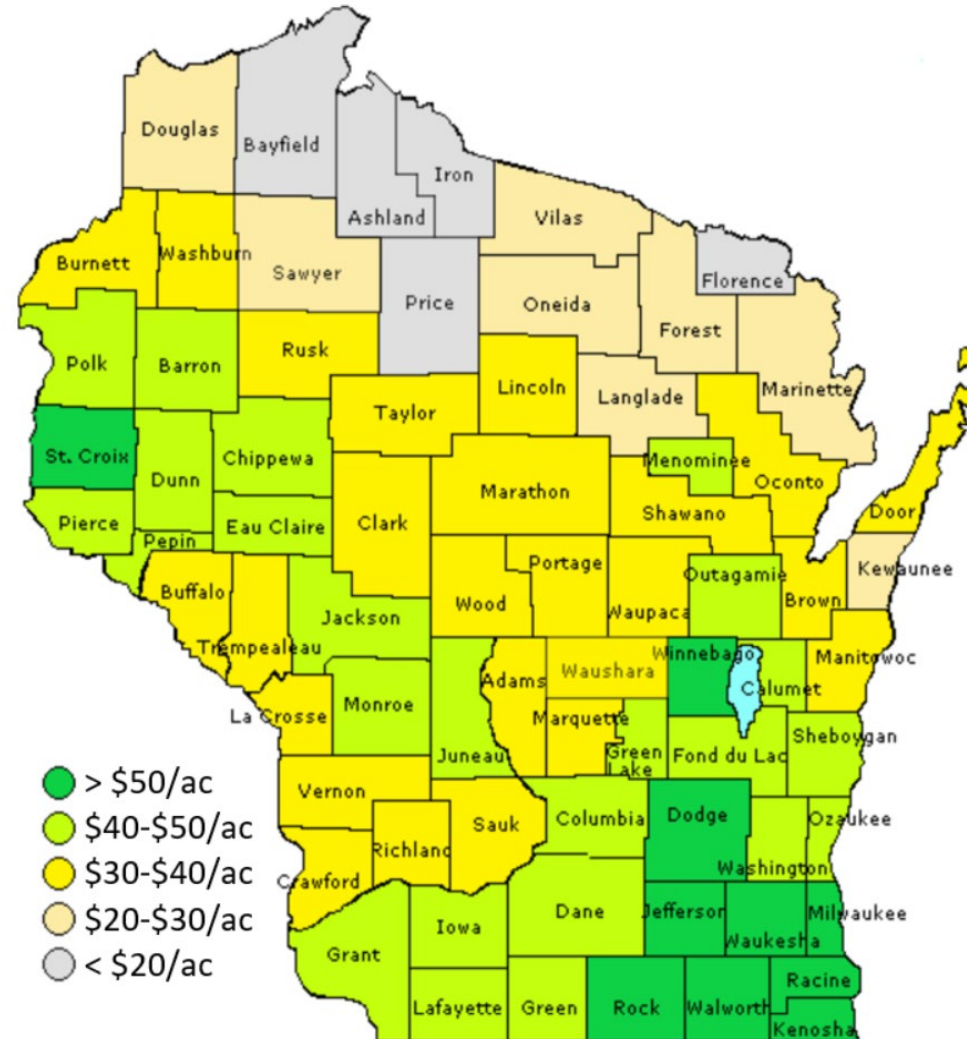 Douglas
Bayfield
Iron
Ashland
Vilas
Burnett
Washburn
Sawyer
Florence
Price
Oneida
Forest
Polk
Barron
Rusk
Lincoln
Marinette
Taylor
Langlade
St. Croix
Chippewa
Menominee
Dunn
Marathon
Oconto
Pierce
Eau Claire
Clark
Shawano
Door
Pepin
Portage
Outagamie
Kewaunee
Buffalo
Wood
Waupaca
Brown
Jackson
Trempealeau
Winnebago
Manitowoc
Adams
Waushara
Calumet
La Crosse
Monroe
Marquette
Sheboygan
Juneau
Green
Lake
Fond du Lac
> $50/ac
Vernon
Columbia
Dodge
Ozaukee
$40-$50/ac
Sauk
Richland
Washington
$30-$40/ac
Crawford
Dane
Jefferson
Milwaukee
$20-$30/ac
Iowa
Waukesha
Grant
< $20/ac
Racine
Lafayette
Green
Rock
Walworth
Kenosha